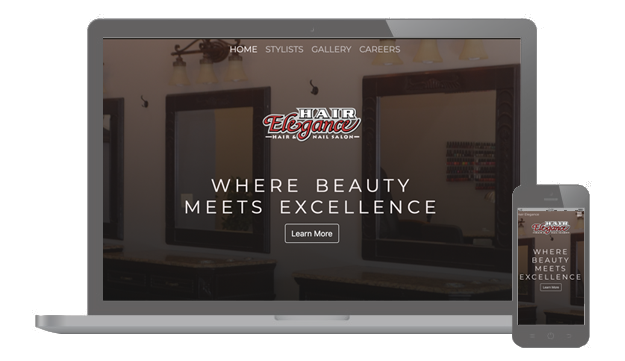 HOME STYLISTS GALLERY CAREERS
HAIR
Elegance
HAIR & NAIL SALON
WHERE BEAUTY
MEETS EXCELLENCE
Learn More
Hair Elegance
HAIR
Elegance
WHERE
BEAUTY
MEETS
EXCELLENCE
Learn More